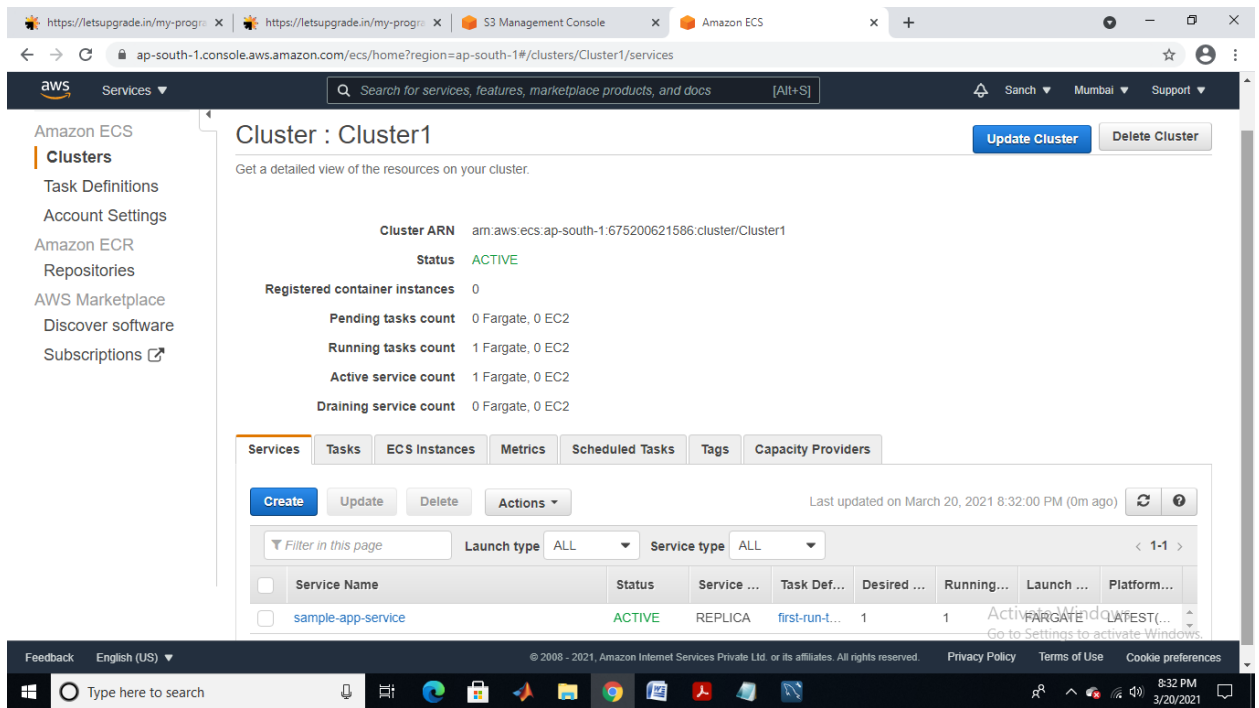 https://letsupgrade.in/my-progra
https://letsupgrade.in/my-progra
S3 Management Console
Amazon ECS
ap-south-1.console.aws.amazon.com/ecs/home?region=ap-south-1#/clusters/Cluster1/services
aws
Services
Search for services, features, marketplace products, and docs
[Alt+S]
Sanch
Mumbai
Support
Amazon ECS
Clusters
Task Definitions
Account Settings
Amazon ECR
Repositories
AWS Marketplace
Discover software
Subscriptions
Cluster : Cluster1
Update Cluster
Delete Cluster
Get a detailed view of the resources on your cluster.
Cluster ARN arn:aws:ecs:ap-south-1:675200621586:cluster/Cluster1
Status ACTIVE
Registered container instances 0
Pending tasks count 0 Fargate, 0 EC2
Running tasks count 1 Fargate, 0 EC2
Active service count 1 Fargate, 0 EC2
Draining service count 0 Fargate, 0 EC2
Services Tasks ECS Instances Metrics Scheduled Tasks Tags Capacity Providers
Create Update Delete Actions Last updated on March 20, 2021 8:32:00 PM (0m ago)
Filter in this page Launch type ALL Service type ALL 1-1
Service Name Status Service ... Task Def... Desired ... Running... Launch ... Platform...
sample-app-service ACTIVE REPLICA first-run-t... 1 1 FARGATE LATEST(...
Activate Windows
Go to Settings to activate Windows.
Feedback English (US) © 2008 - 2021, Amazon Internet Services Private Ltd. or its affiliates. All rights reserved. Privacy Policy Terms of Use Cookie preferences
Type here to search
8:32 PM
3/20/2021